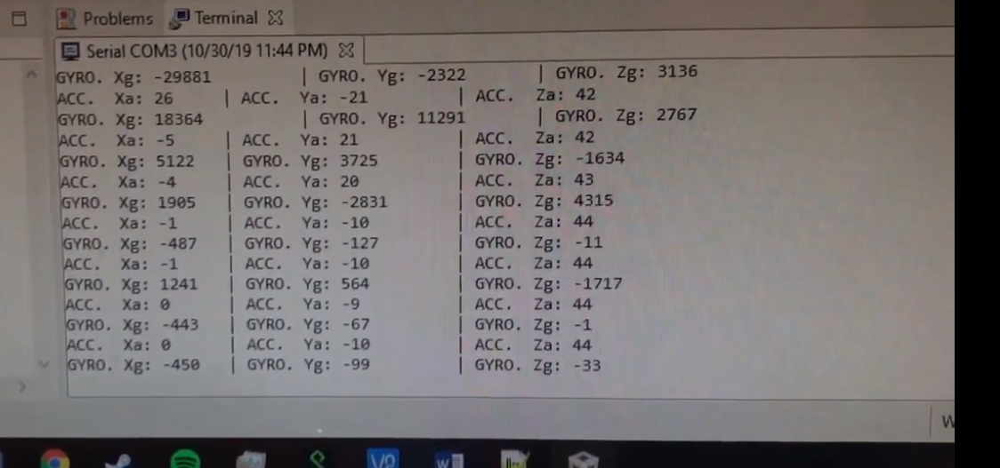 Problems Terminal
Serial COM3 (10/30/19 11:44 PM)
GYRO. Xg: -29881 | GYRO. Yg: -2322 | GYRO. Zg: 3136
ACC. Xa: 26 | ACC. Ya: -21 | ACC. Za: 42
GYRO. Xg: 18364 | GYRO. Yg: 11291 | GYRO. Zg: 2767
ACC. Xa: -5 | ACC. Ya: 21 | ACC. Za: 42
GYRO. Xg: 5122 | GYRO. Yg: 3725 | GYRO. Zg: -1634
ACC. Xa: -4 | ACC. Ya: 20 | ACC. Za: 43
GYRO. Xg: 1905 | GYRO. Yg: -2831 | GYRO. Zg: 4315
ACC. Xa: -1 | ACC. Ya: -10 | ACC. Za: 44
GYRO. Xg: -487 | GYRO. Yg: -127 | GYRO. Zg: -11
ACC. Xa: -1 | ACC. Ya: -10 | ACC. Za: 44
GYRO. Xg: 1241 | GYRO. Yg: 564 | GYRO. Zg: -1717
ACC. Xa: 0 | ACC. Ya: -9 | ACC. Za: 44
GYRO. Xg: -443 | GYRO. Yg: -67 | GYRO. Zg: -1
ACC. Xa: 0 | ACC. Ya: -10 | ACC. Za: 44
GYRO. Xg: -450 | GYRO. Yg: -99 | GYRO. Zg: -33